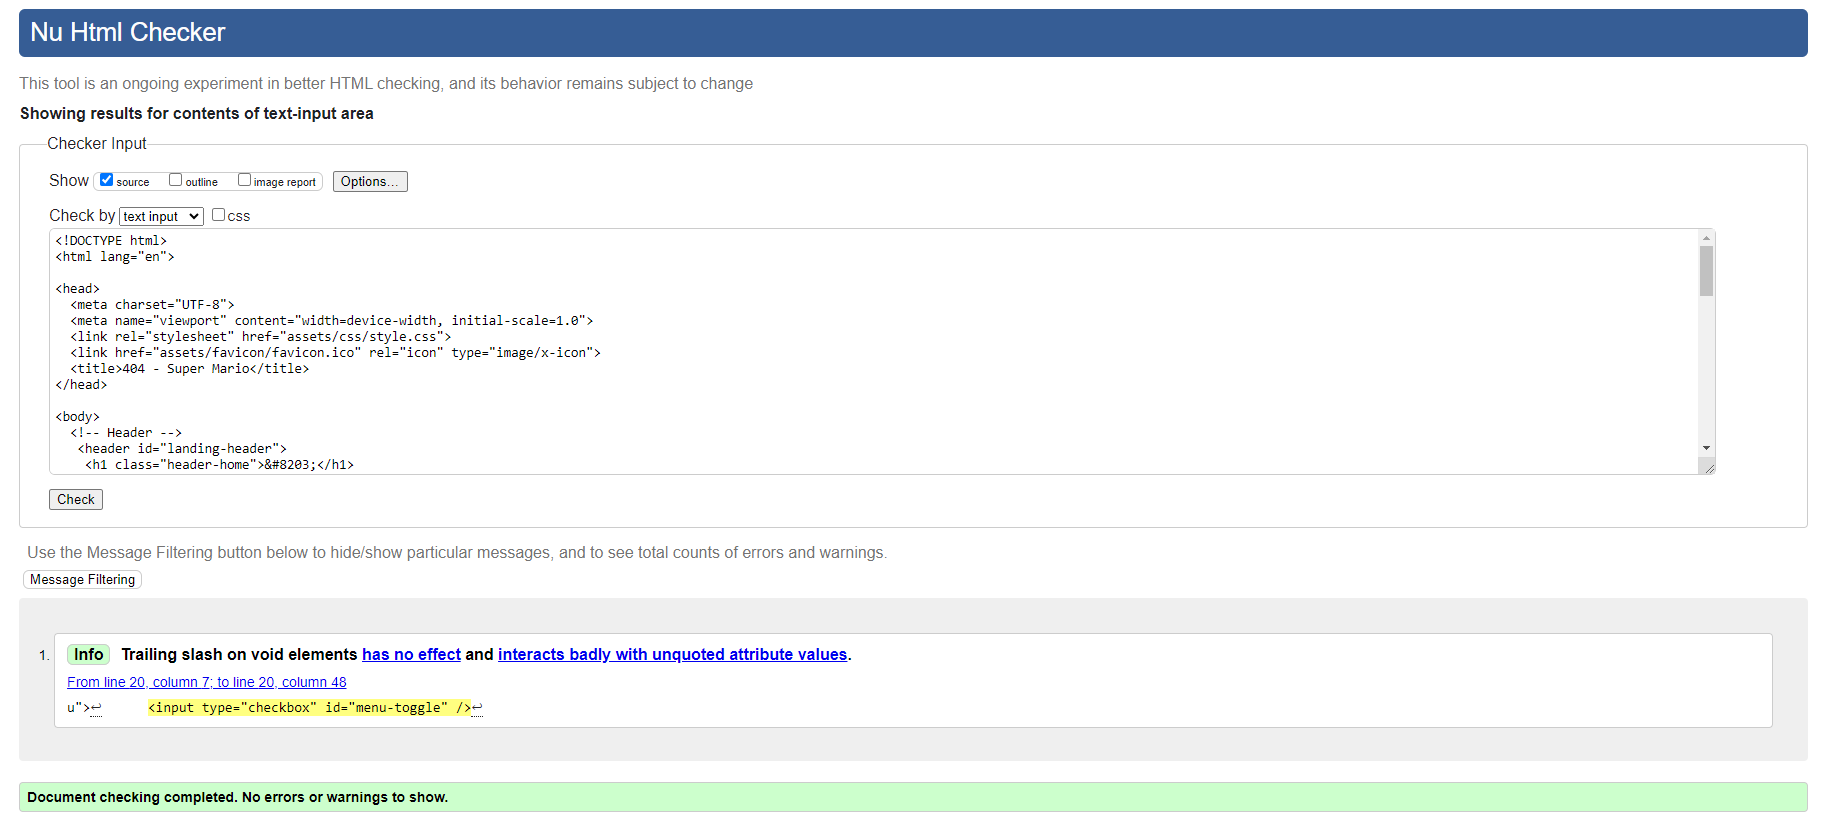 Nu Html Checker
This tool is an ongoing experiment in better HTML checking, and its behavior remains subject to change
Showing results for contents of text-input area
Checker Input
Show source outline image report Options...
Check by text input css
<!DOCTYPE html>
<html lang="en">
<head>
<meta charset="UTF-8">
<meta name="viewport" content="width=device-width, initial-scale=1.0">
<link rel="stylesheet" href="assets/css/style.css">
<link href="assets/favicon/favicon.ico" rel="icon" type="image/x-icon">
<title>404 - Super Mario</title>
</head>
<body>
<!-- Header -->
<header id="landing-header">
<h1 class="header-home">&#8203;</h1>
Check
Use the Message Filtering button below to hide/show particular messages, and to see total counts of errors and warnings.
Message Filtering
1. Info Trailing slash on void elements has no effect and interacts badly with unquoted attribute values.
From line 20, column 7; to line 20, column 48
u">↩ <input type="checkbox" id="menu-toggle" />↩
Document checking completed. No errors or warnings to show.